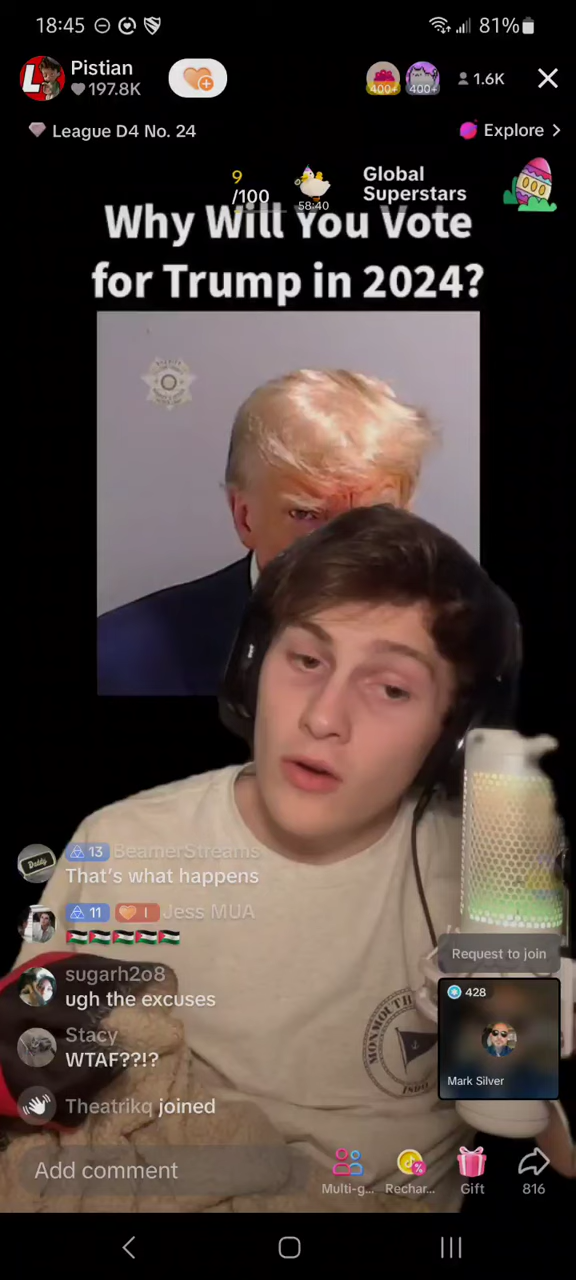 18:45
81%
Pistian
197.8K
400+
400+
1.6K
League D4 No. 24
Explore >
9
/100
58:40
Global
Superstars
Why Will You Vote
for Trump in 2024?
13 BeamerStreams
That's what happens
11 I Jess MUA
sugarh2o8
ugh the excuses
Stacy
WTAF??!?
Theatrikq joined
Request to join
428
Mark Silver
MONMOUTH
Add comment
Multi-g...
Rechar...
Gift
816